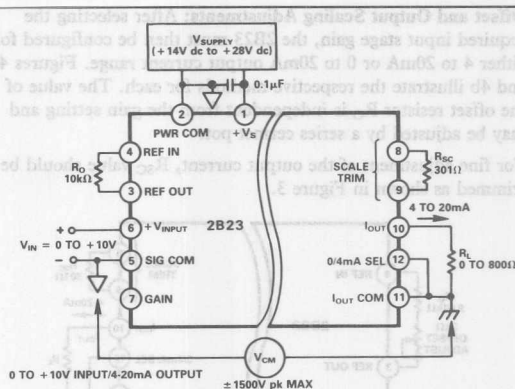 Offset and Output Scaling Adjustments: After selecting the
required input stage gain, the 2B23 then be configured
either 4 to 20mA or 0 to 20mA output current range. Figures 4
and 4b illustrate the respective for each. The value of
the offset resistor RO is independent gain setting and
may be adjusted by a series
For fine of the output current, RSC value should be
trimmed as in Figure 3.
VSUPPLY
(+14V dc to +28V dc)
0.1μF
2
1
PWR COM
+VS
4
REF IN
RO
10kΩ
3
REF OUT
8
SCALE
TRIM
RSC
301Ω
9
4 TO 20mA
+
6
+VINPUT
2B23
IOUT
10
VIN = 0 TO +10V
-
5
SIG COM
0/4mA SEL
12
RL
0 TO 800Ω
7
GAIN
IOUT COM
11
VCM
±1500V pk MAX
0 TO +10V INPUT/4-20mA OUTPUT